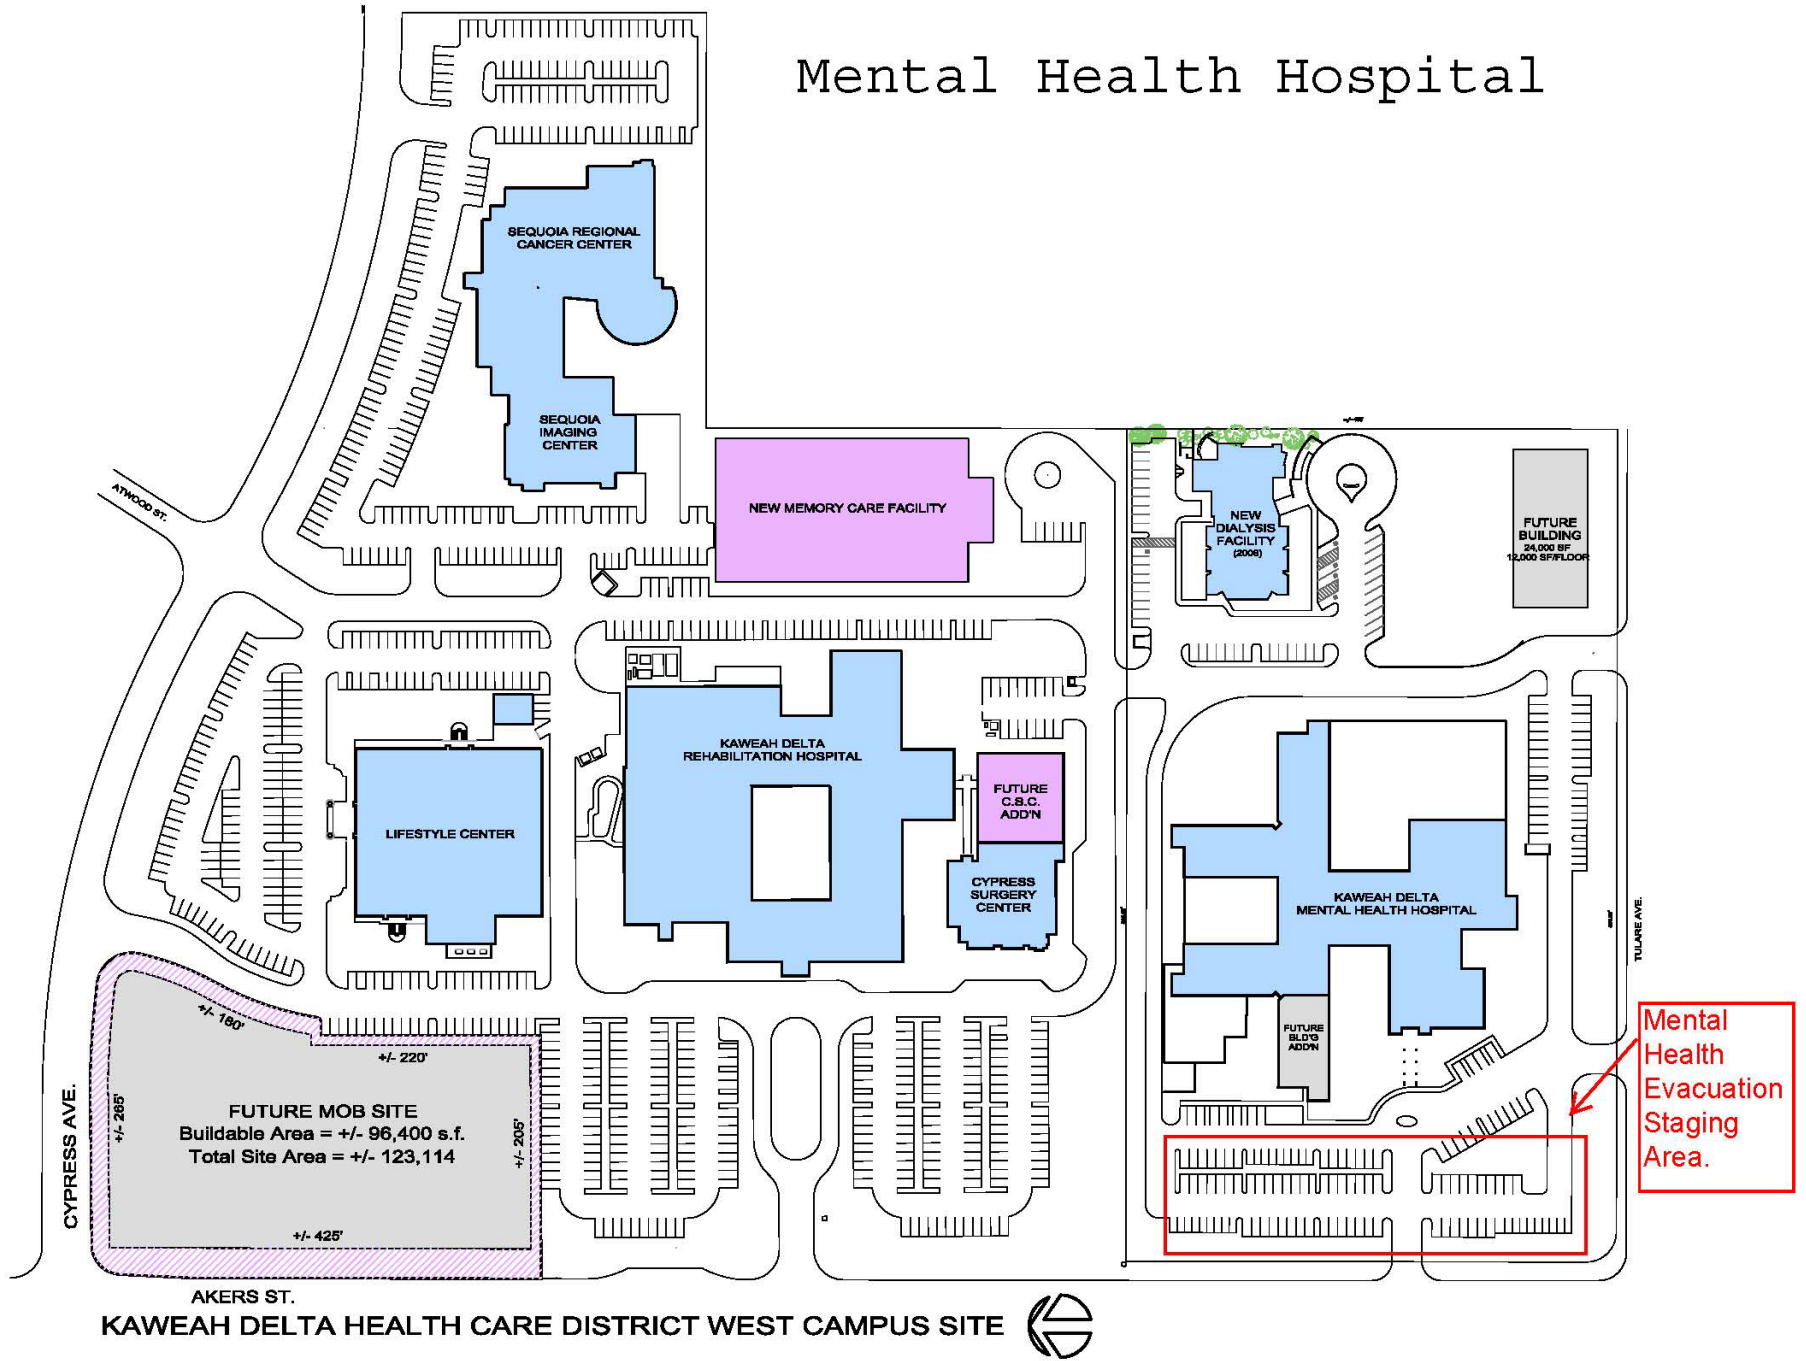 Mental Health Hospital
SEQUOIA REGIONAL
CANCER CENTER
SEQUOIA
IMAGING
CENTER
ATWOOD ST.
NEW MEMORY CARE FACILITY
NEW
DIALYSIS
FACILITY
(2008)
FUTURE
BUILDING
24,000 SF
12,000 SF/FLOOR
KAWEAH DELTA
REHABILITATION HOSPITAL
FUTURE
C.S.C.
ADD'N
LIFESTYLE CENTER
CYPRESS
SURGERY
CENTER
KAWEAH DELTA
MENTAL HEALTH HOSPITAL
TULARE AVE.
FUTURE
BLD'G
ADD'N
Mental
Health
Evacuation
Staging
Area.
+/- 180'
+/- 220'
+/- 265'
FUTURE MOB SITE
Buildable Area = +/- 96,400 s.f.
Total Site Area = +/- 123,114
+/- 205'
+/- 425'
CYPRESS AVE.
AKERS ST.
KAWEAH DELTA HEALTH CARE DISTRICT WEST CAMPUS SITE